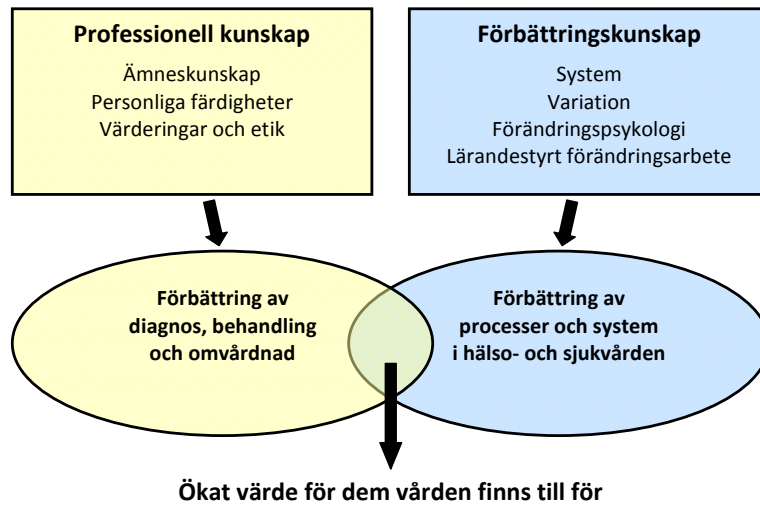 Professionell kunskap
Ämneskunskap
Personliga färdigheter
Värderingar och etik
Förbättringskunskap
System
Variation
Förändringspsykologi
Lärandestyrt förändringsarbete
Förbättring av
diagnos, behandling
och omvårdnad
Förbättring av
processer och system
i hälso- och sjukvården
Ökat värde för dem vården finns till för